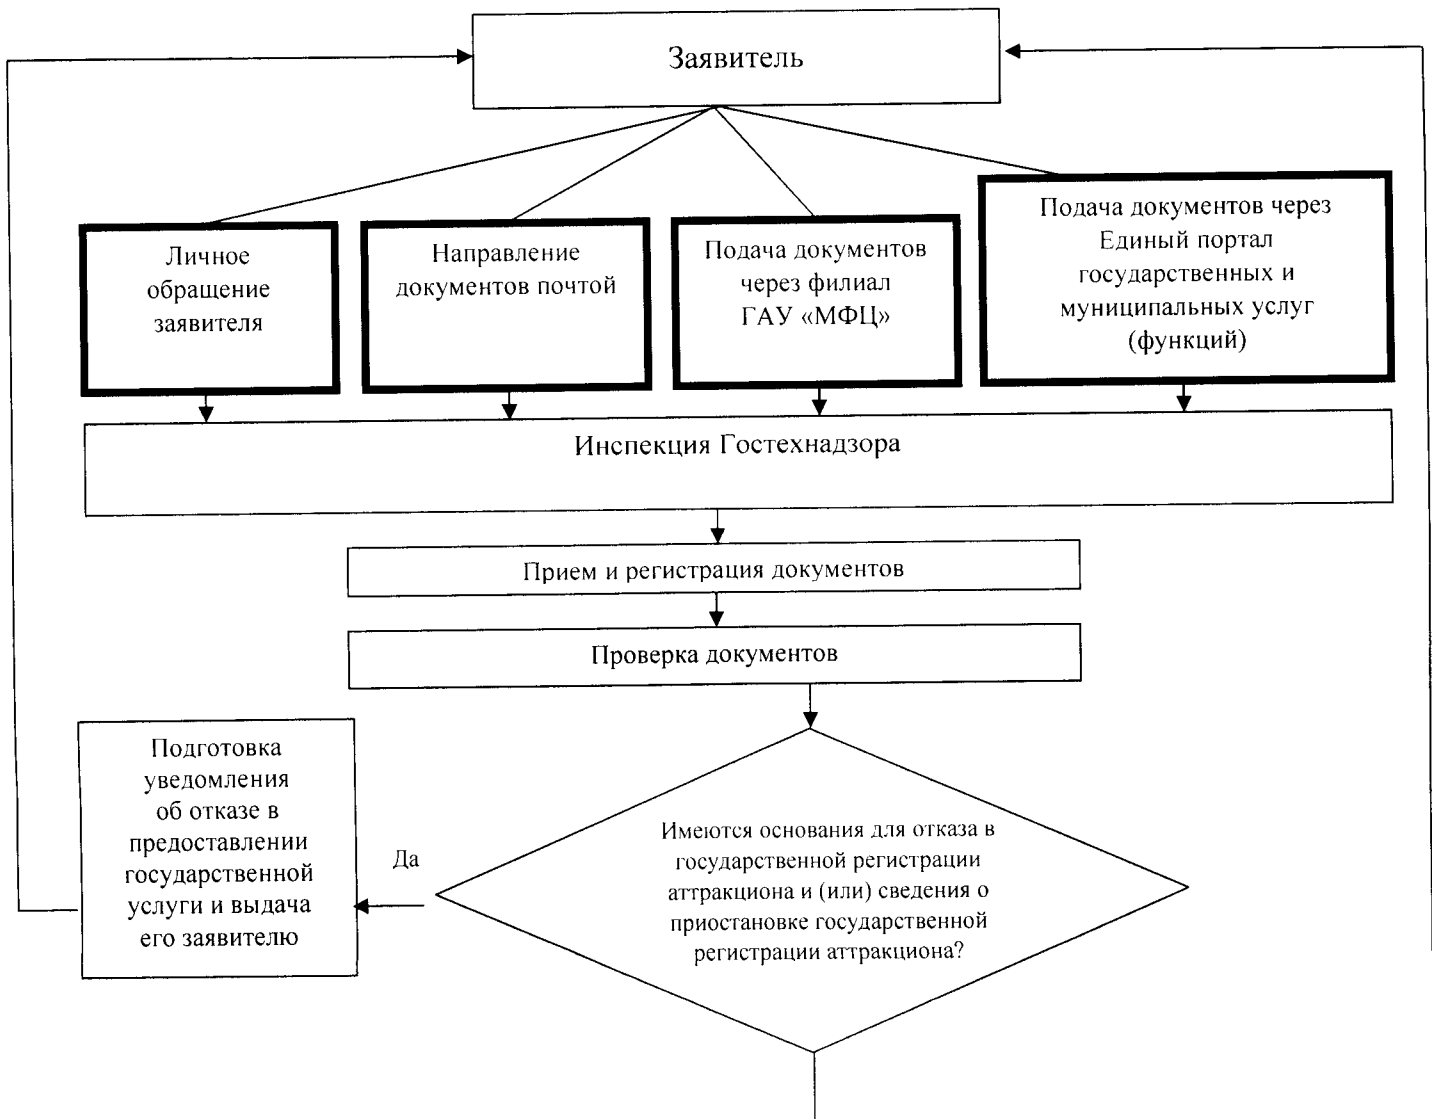 Заявитель
Личное
обращение
заявителя
Направление
документов почтой
Подача документов
через филиал
ГАУ «МФЦ»
Подача документов через
Единый портал
государственных и
муниципальных услуг
(функций)
Инспекция Гостехнадзора
Прием и регистрация документов
Проверка документов
Подготовка
уведомления
об отказе в
предоставлении
государственной
услуги и выдача
его заявителю
Да
Имеются основания для отказа в
государственной регистрации
аттракциона и (или) сведения о
приостановке государственной
регистрации аттракциона?